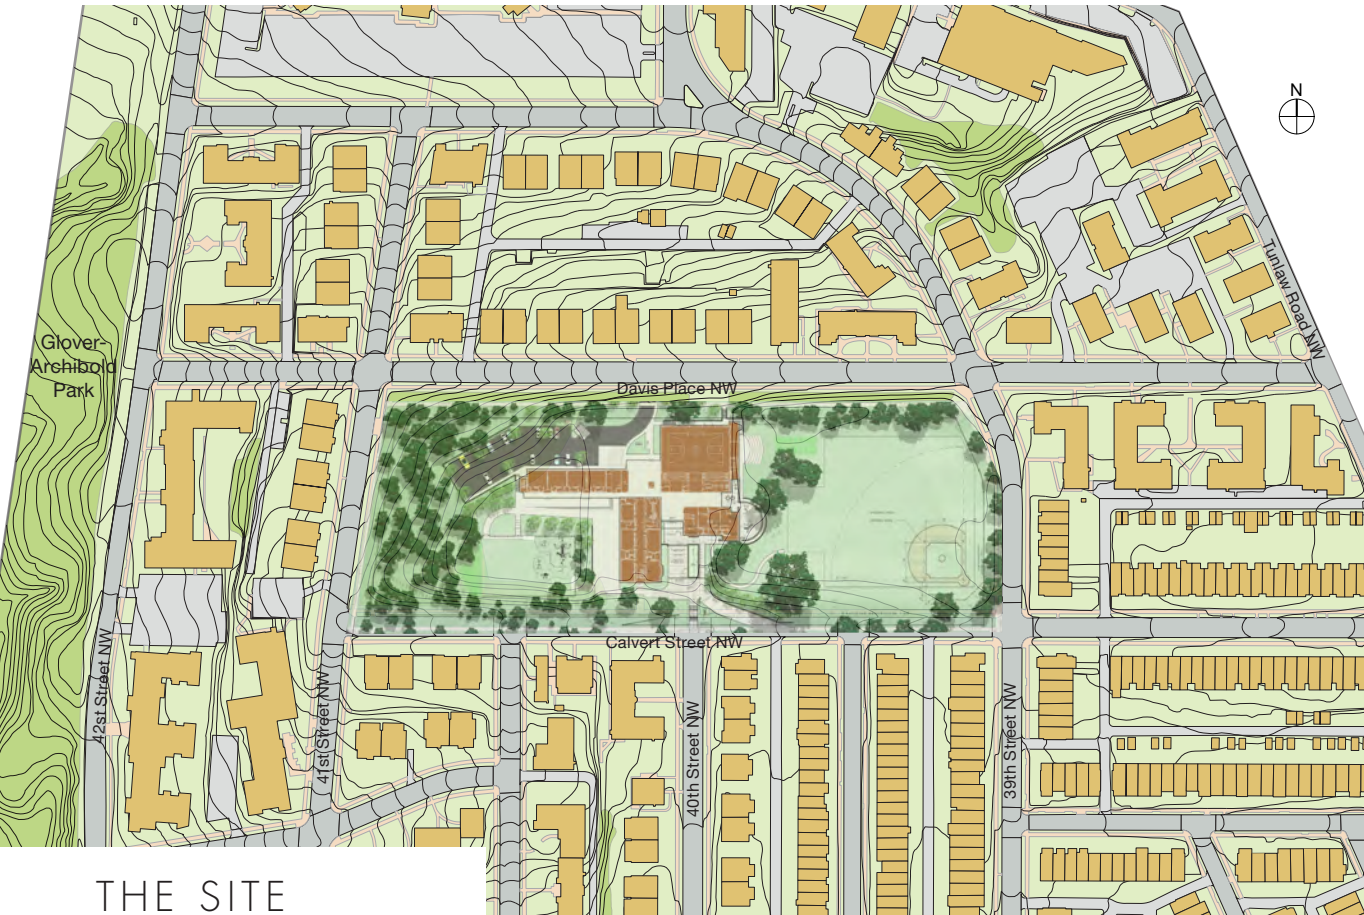 N
Tunlaw Road NW
Glover-
Archibold
Park
Davis Place NW
Calvert Street NW
42st Street NW
41st Street NW
40th Street NW
39th Street NW
THE SITE